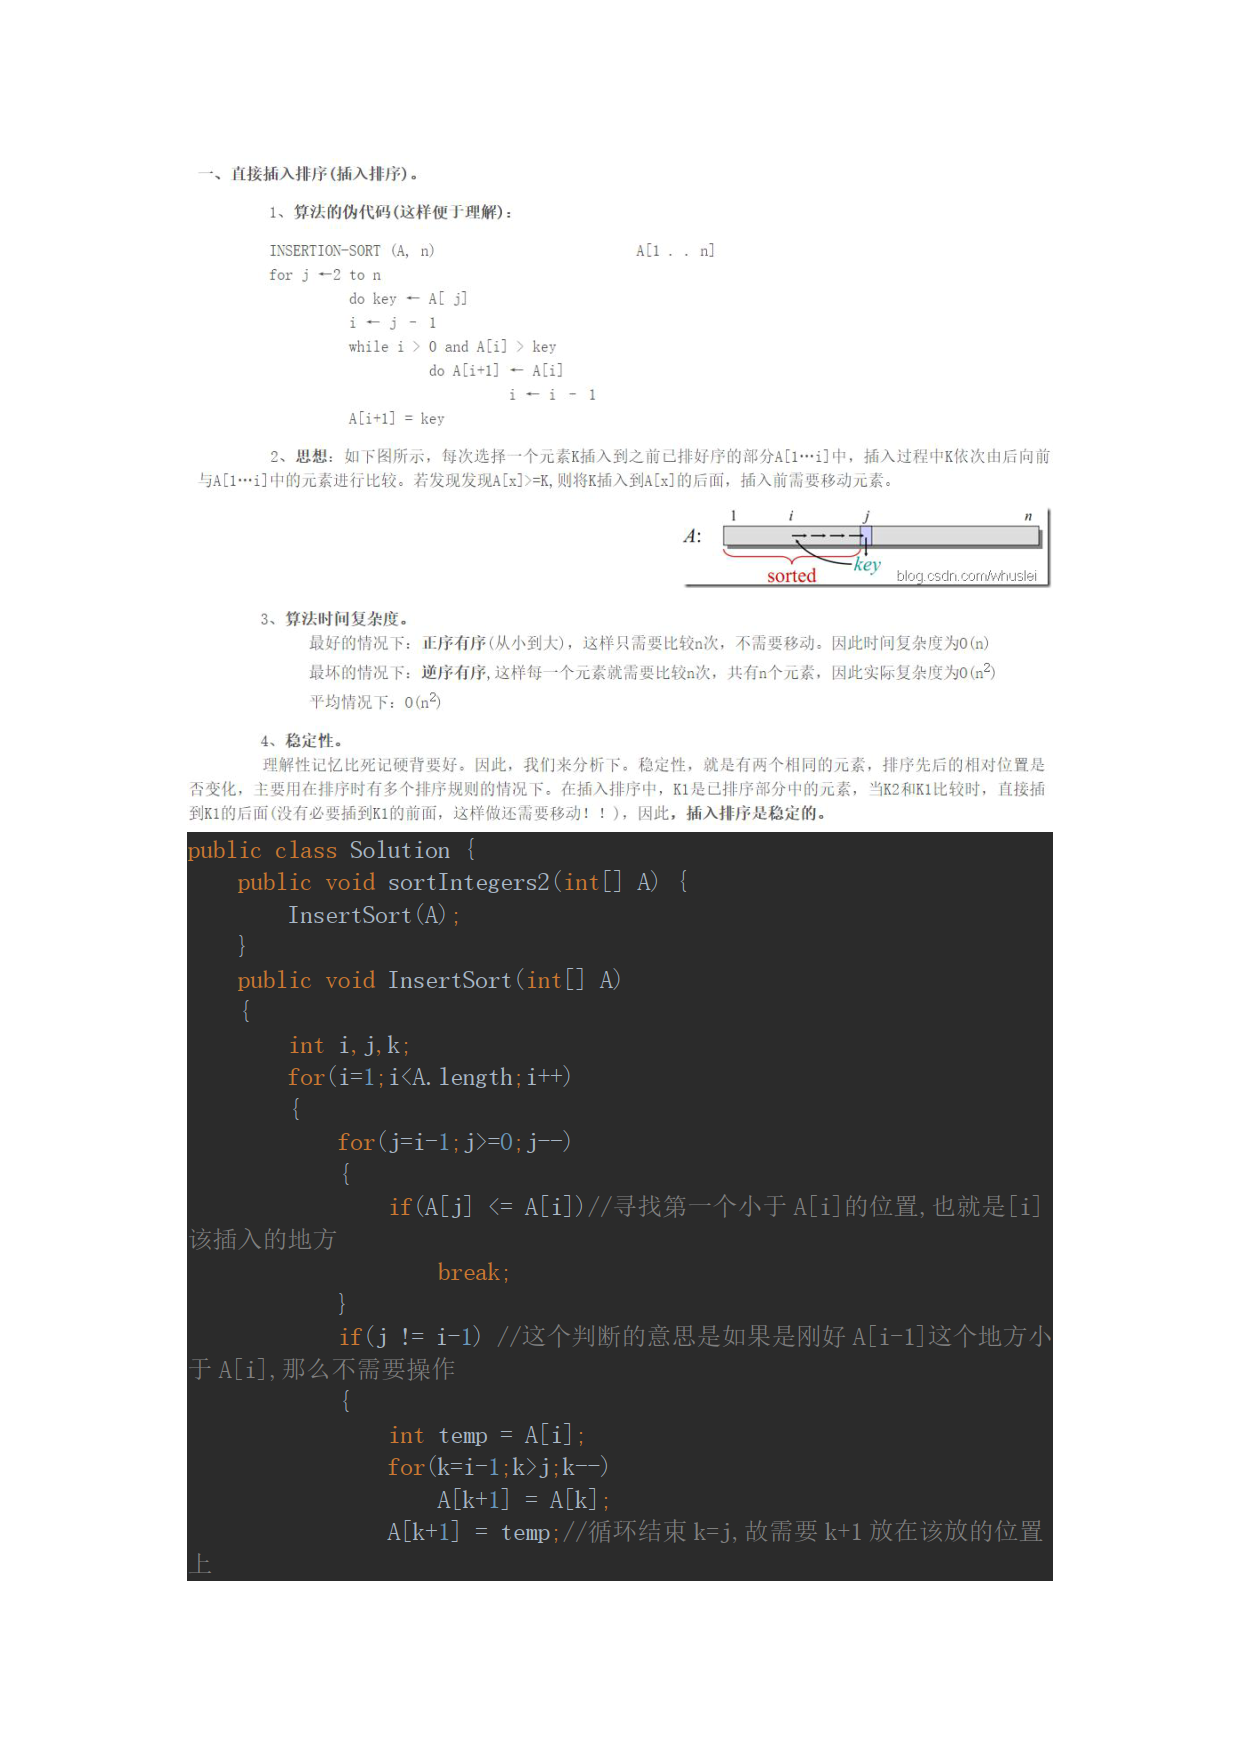 一、直接插入排序(插入排序)。
1、算法的伪代码(这样便于理解):
INSERTION-SORT (A, n) A[1 . . n]
for j ←2 to n
do key ← A[ j]
i ← j - 1
while i > 0 and A[i] > key
do A[i+1] ← A[i]
i ← i - 1
A[i+1] = key
2、思想: 如下图所示, 每次选择一个元素K插入到之前已排好序的部分A[1…i]中, 插入过程中K依次由后向前
与A[1…i]中的元素进行比较。若发现发现A[x]>=K,则将K插入到A[x]的后面, 插入前需要移动元素。
1 i j n
A:
key
sorted
blog.csdn.com/whuslei
3、算法时间复杂度。
最好的情况下: 正序有序(从小到大), 这样只需要比较n次, 不需要移动。因此时间复杂度为O(n)
最坏的情况下: 逆序有序,这样每一个元素就需要比较n次, 共有n个元素, 因此实际复杂度为O(n²)
平均情况下: O(n²)
4、稳定性。
理解性记忆比死记硬背要好。因此, 我们来分析下。稳定性, 就是有两个相同的元素, 排序先后的相对位置是
否变化, 主要用在排序时有多个排序规则的情况下。在插入排序中, K1是已排序部分中的元素, 当K2和K1比较时, 直接插
到K1的后面(没有必要插到K1的前面, 这样做还需要移动！！), 因此, 插入排序是稳定的。
public class Solution {
public void sortIntegers2(int[] A) {
InsertSort(A);
}
public void InsertSort(int[] A)
{
int i,j,k;
for(i=1;i<A.length;i++)
{
for(j=i-1;j>=0;j--)
{
if(A[j] <= A[i])//寻找第一个小于 A[i]的位置,也就是[i]
该插入的地方
break;
}
if(j != i-1) //这个判断的意思是如果是刚好 A[i-1]这个地方小
于 A[i],那么不需要操作
{
int temp = A[i];
for(k=i-1;k>j;k--)
A[k+1] = A[k];
A[k+1] = temp;//循环结束 k=j,故需要 k+1 放在该放的位置
上